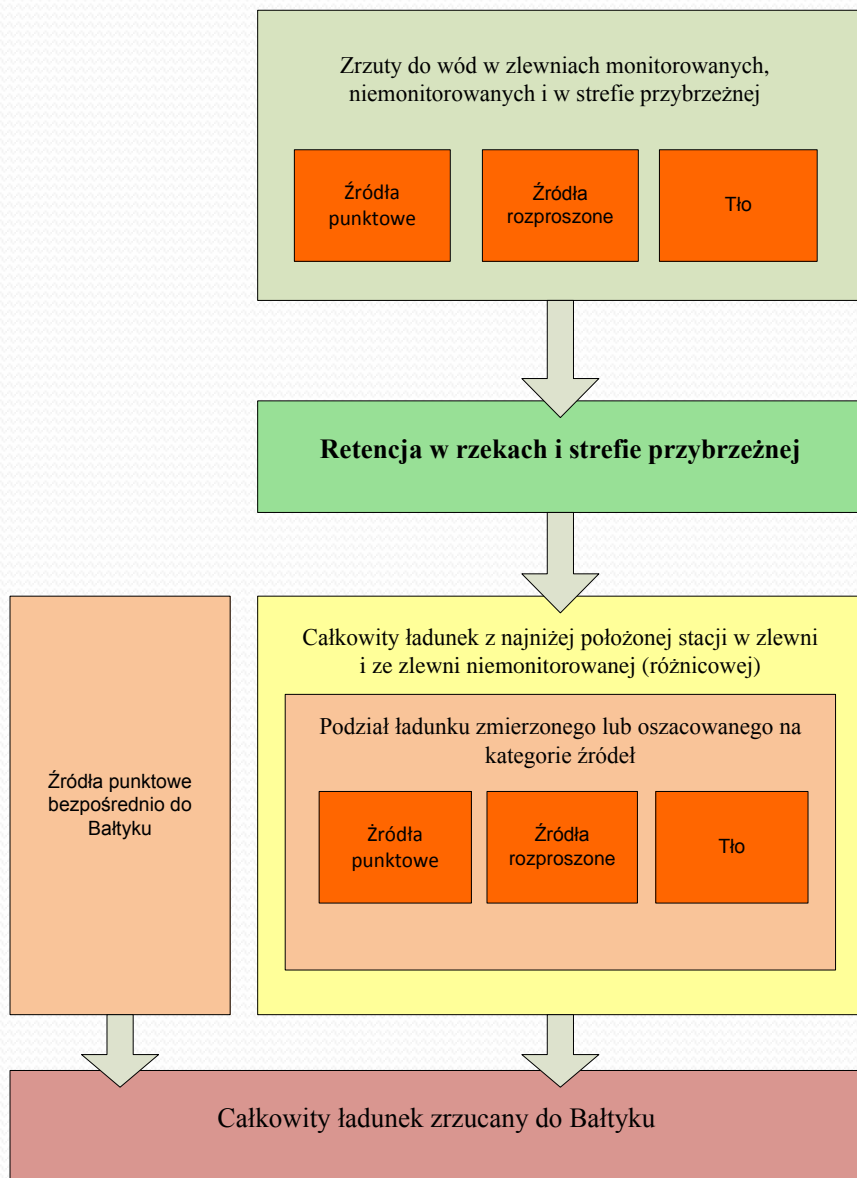 Zrzuty do wód w zlewniach monitorowanych,
niemonitorowanych i w strefie przybrzeżnej
Źródła
punktowe
Źródła
rozproszone
Tło
Retencja w rzekach i strefie przybrzeżnej
Źródła punktowe
bezpośrednio do
Bałtyku
Całkowity ładunek z najniżej położonej stacji w zlewni
i ze zlewni niemonitorowanej (różnicowej)
Podział ładunku zmierzonego lub oszacowanego na
kategorie źródeł
Żródła
punktowe
Źródła
rozproszone
Tło
Całkowity ładunek zrzucany do Bałtyku